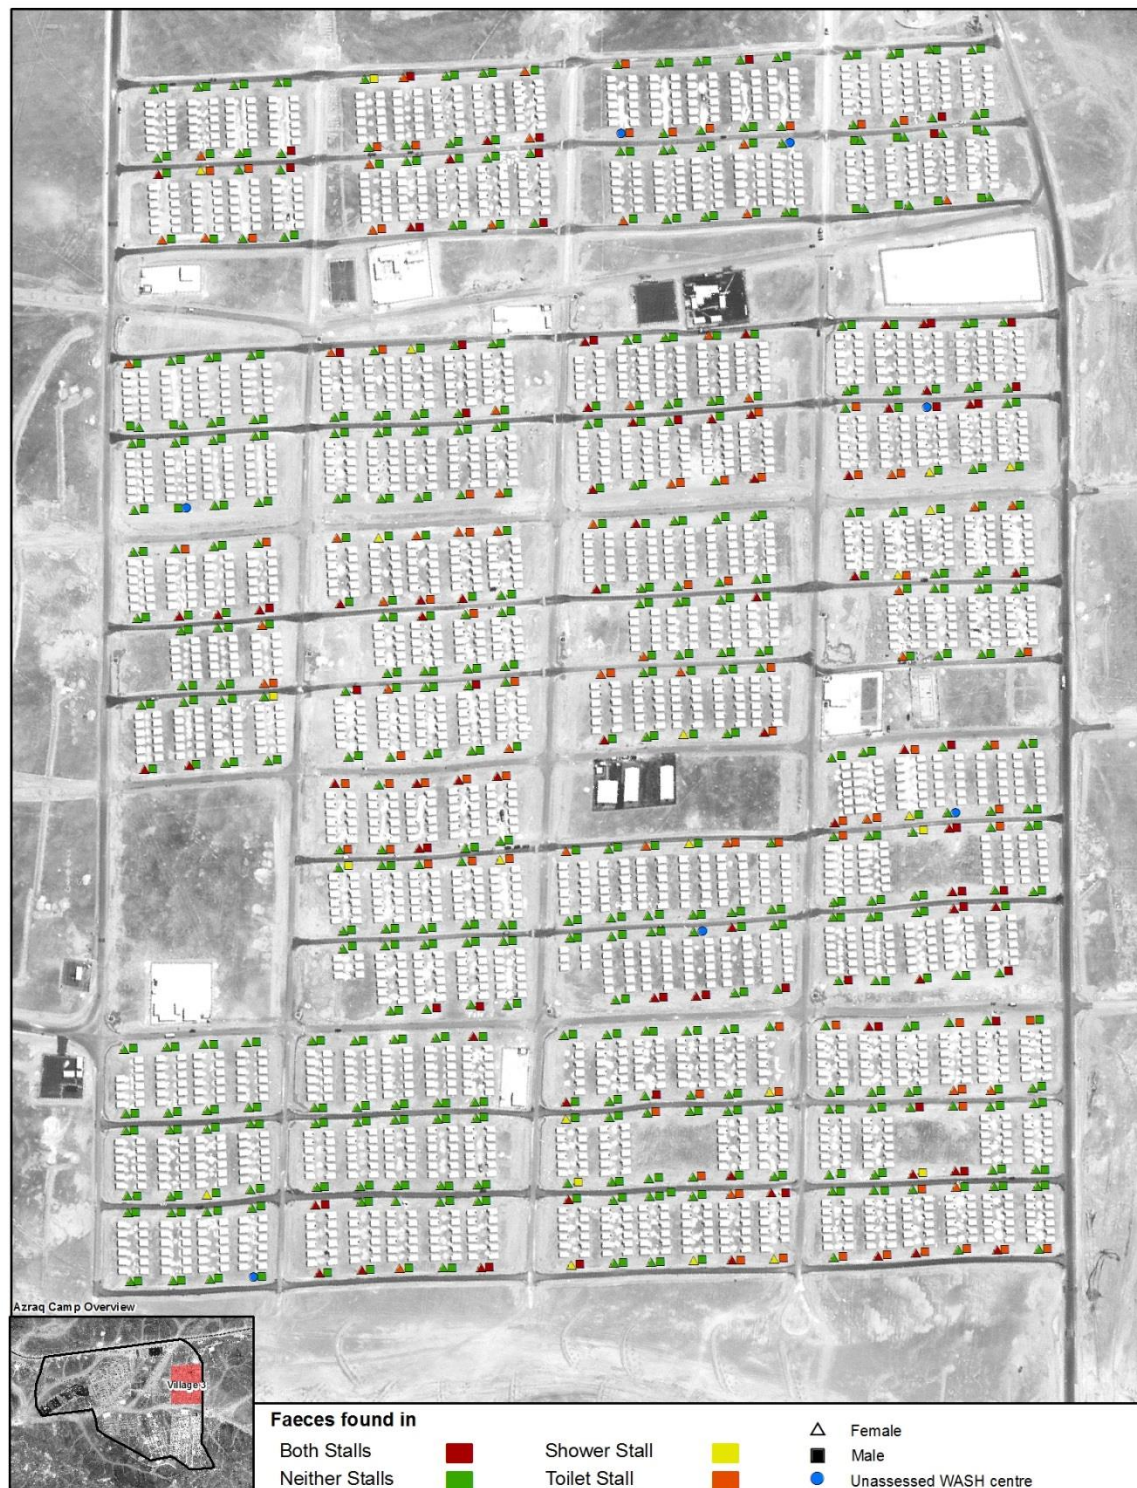 Azraq Camp Overview
Village 3
Faeces found in
Both Stalls
Shower Stall
Female
Neither Stalls
Toilet Stall
Male
Unassessed WASH centre